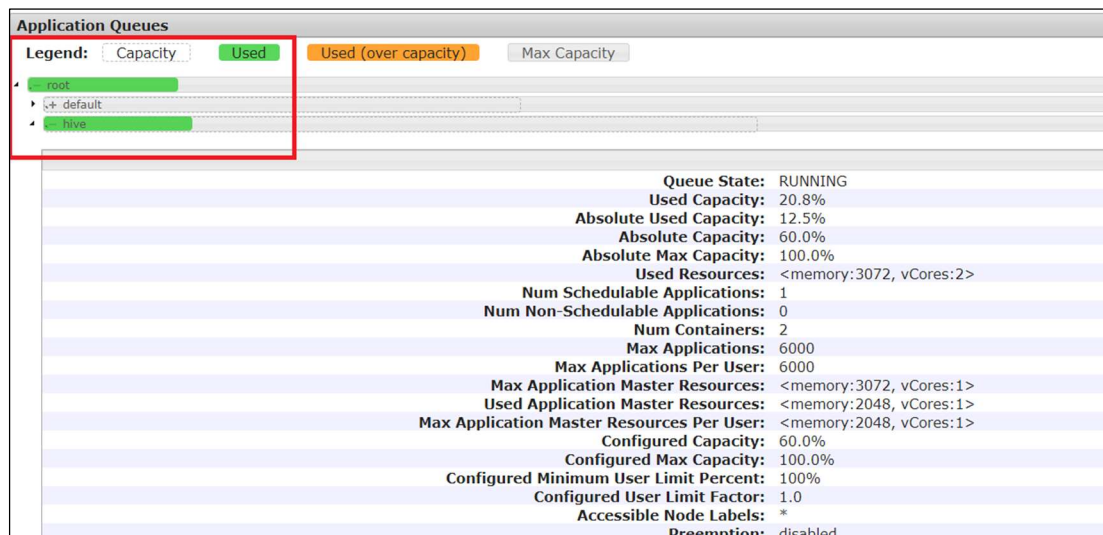 Application Queues
Legend: Capacity Used Used (over capacity) Max Capacity
- root
+ default
- hive
Queue State: RUNNING
Used Capacity: 20.8%
Absolute Used Capacity: 12.5%
Absolute Capacity: 60.0%
Absolute Max Capacity: 100.0%
Used Resources: <memory:3072, vCores:2>
Num Schedulable Applications: 1
Num Non-Schedulable Applications: 0
Num Containers: 2
Max Applications: 6000
Max Applications Per User: 6000
Max Application Master Resources: <memory:3072, vCores:1>
Used Application Master Resources: <memory:2048, vCores:1>
Max Application Master Resources Per User: <memory:2048, vCores:1>
Configured Capacity: 60.0%
Configured Max Capacity: 100.0%
Configured Minimum User Limit Percent: 100%
Configured User Limit Factor: 1.0
Accessible Node Labels: *
Preemption: disabled